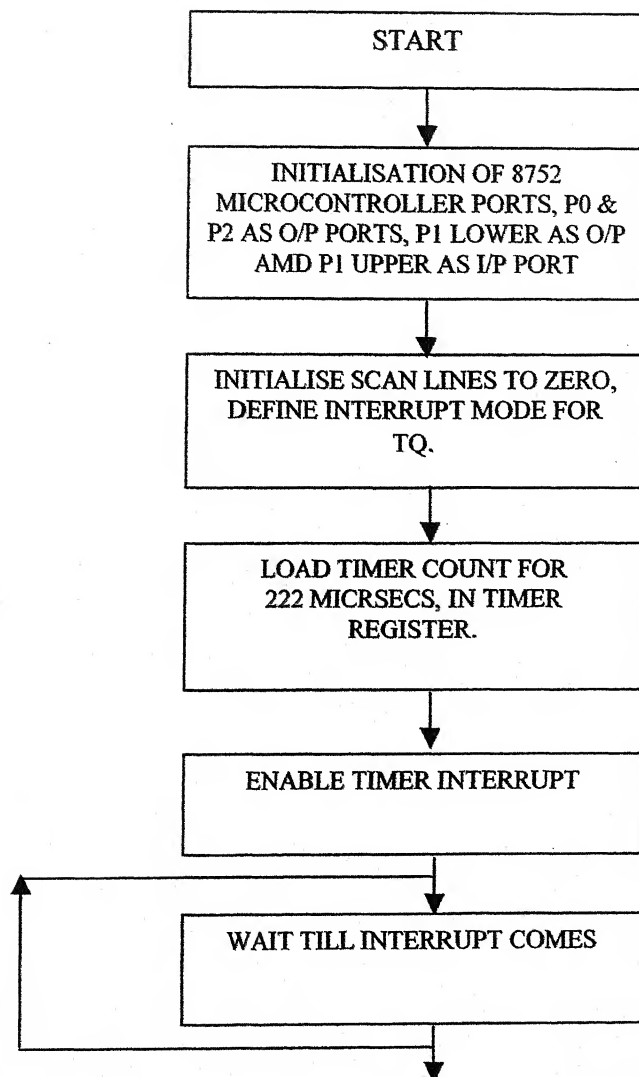 START
INITIALISATION OF 8752
MICROCONTROLLER PORTS, P0 &
P2 AS O/P PORTS, P1 LOWER AS O/P
AMD P1 UPPER AS I/P PORT
INITIALISE SCAN LINES TO ZERO,
DEFINE INTERRUPT MODE FOR
TQ.
LOAD TIMER COUNT FOR
222 MICRSECS, IN TIMER
REGISTER.
ENABLE TIMER INTERRUPT
WAIT TILL INTERRUPT COMES